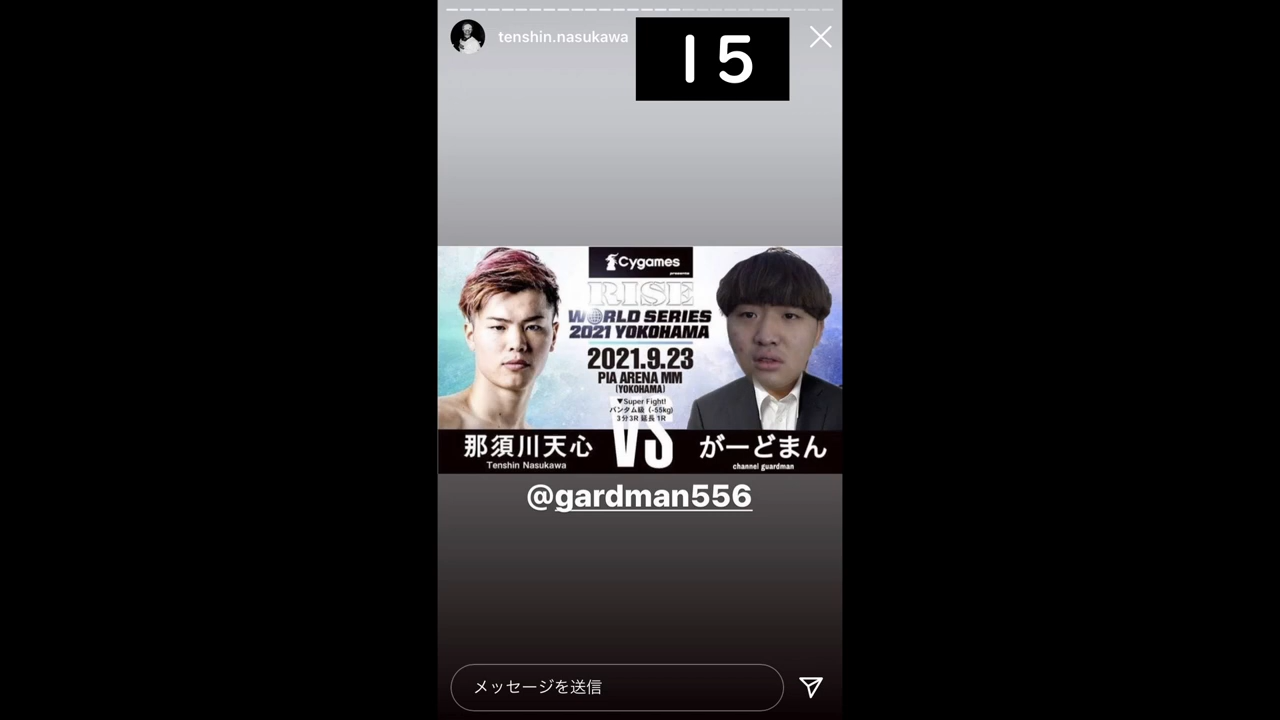 tenshin.nasukawa
15
Cygames
presents
RISE
WORLD SERIES
2021 YOKOHAMA
2021.9.23
PIA ARENA MM
(YOKOHAMA)
▼Super Fight!
バンタム級 (-55kg)
3分3R 延長1R
VS
那須川天心
Tenshin Nasukawa
がーどまん
channel guardman
@gardman556
メッセージを送信